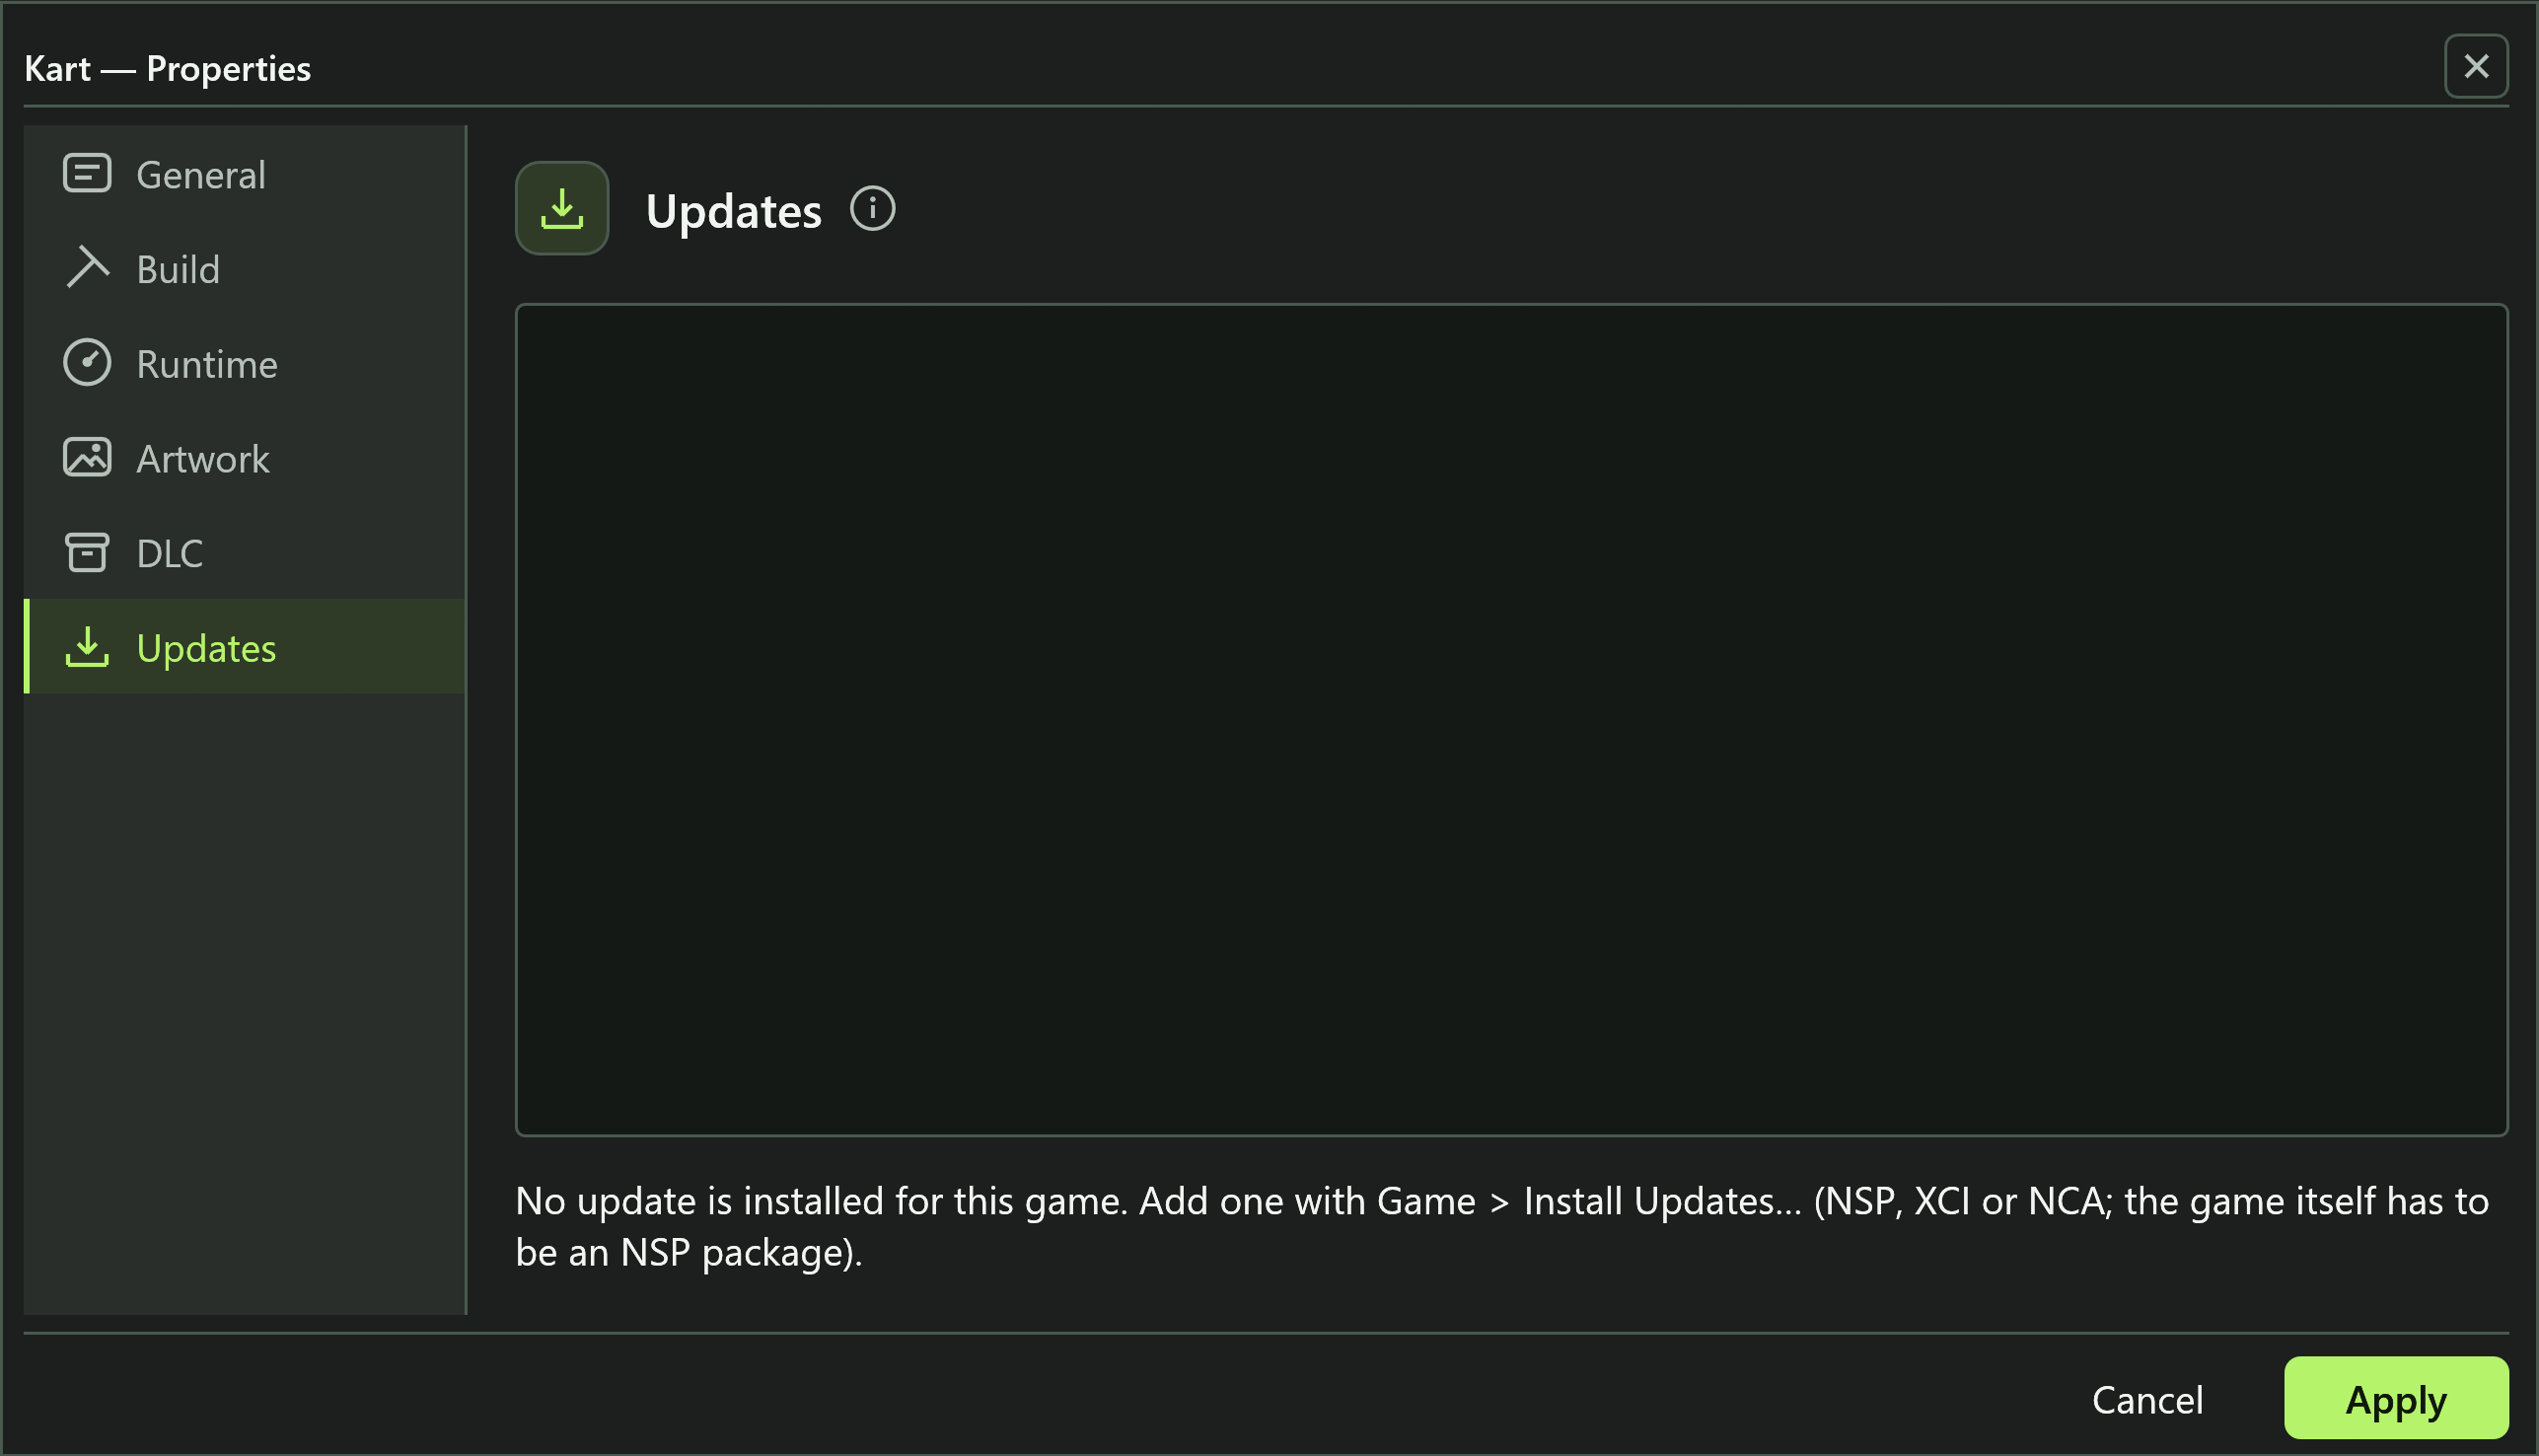 Kart — Properties
General
Build
Runtime
Artwork
DLC
Updates
Updates
No update is installed for this game. Add one with Game > Install Updates... (NSP, XCI or NCA; the game itself has to
be an NSP package).
Cancel
Apply